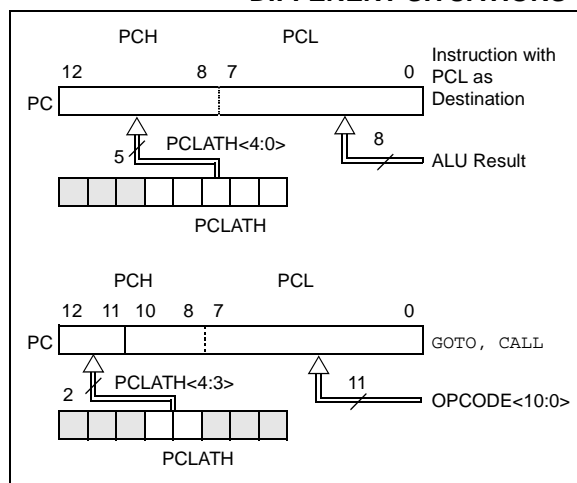 PCH PCL
12 8 7 0
Instruction with
PCL as
Destination
PC
PCLATH<4:0>
5
8
ALU Result
PCLATH
PCH PCL
12 11 10 8 7 0
PC
GOTO, CALL
PCLATH<4:3>
2
11
OPCODE<10:0>
PCLATH